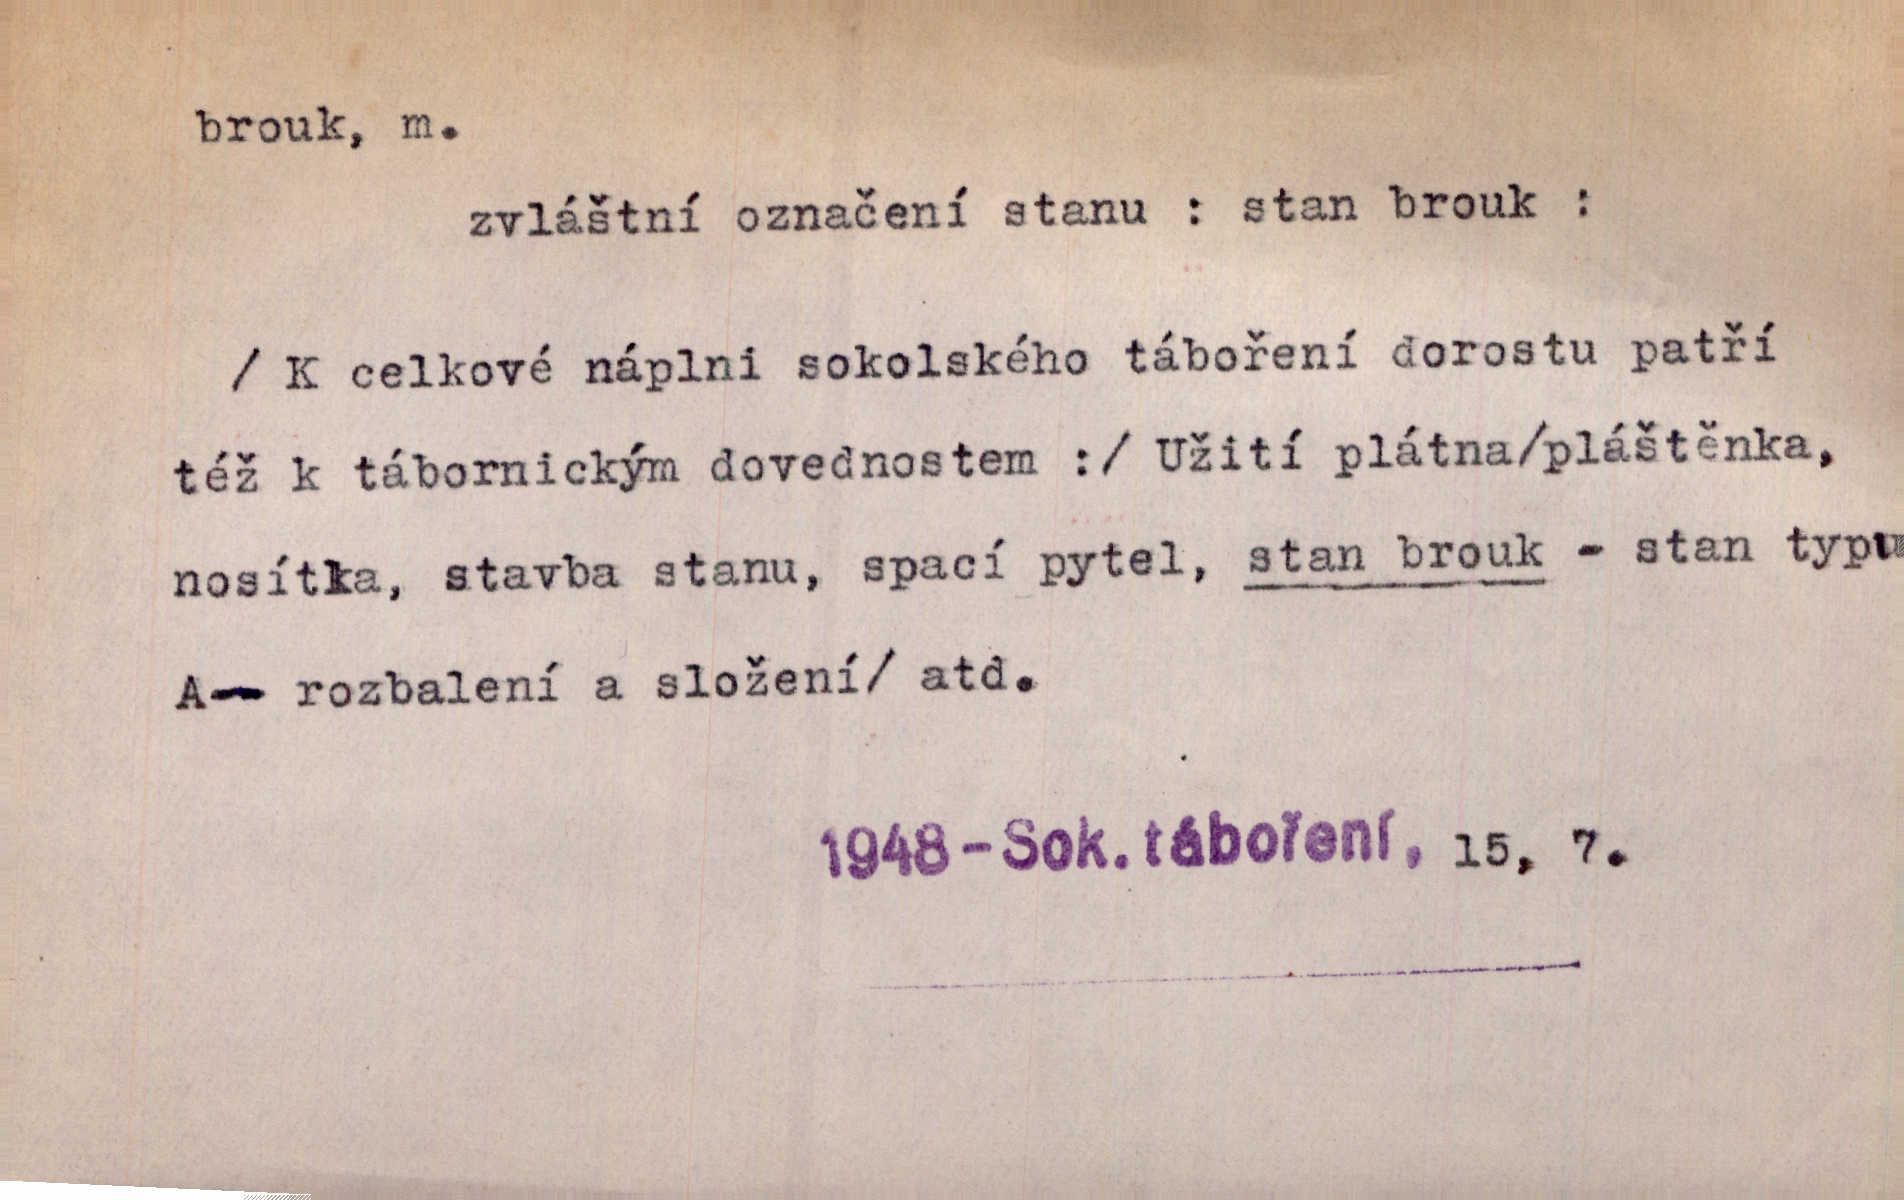 brouk, m.
zvláštní označení stanu : stan brouk :
/ K celkové náplni sokolského táboření dorostu patří
též k tábornickým dovednostem :/ Užití plátna/pláštěnka,
nosítka, stavba stanu, spací pytel, stan brouk - stan typu
A— rozbalení a složení/ atd.
1948 - Sok. táboření, 15, 7.